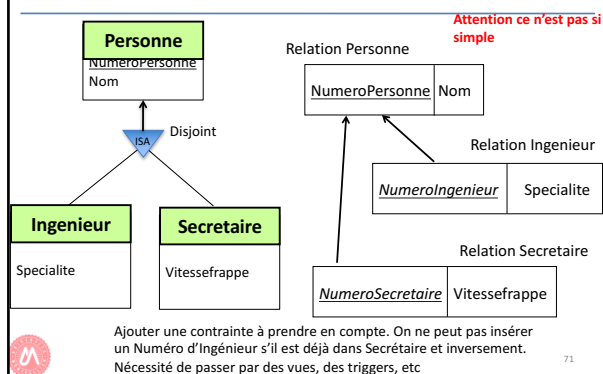 Attention ce n'est pas si
simple
Personne
NumeroPersonne
Nom
ISA
Disjoint
Ingenieur
Specialite
Secretaire
Vitessefrappe
Relation Personne
NumeroPersonne Nom
Relation Ingenieur
NumeroIngenieur Specialite
Relation Secretaire
NumeroSecretaire Vitessefrappe
Ajouter une contrainte à prendre en compte. On ne peut pas insérer
un Numéro d'Ingénieur s'il est déjà dans Secrétaire et inversement.
Nécessité de passer par des vues, des triggers, etc
71